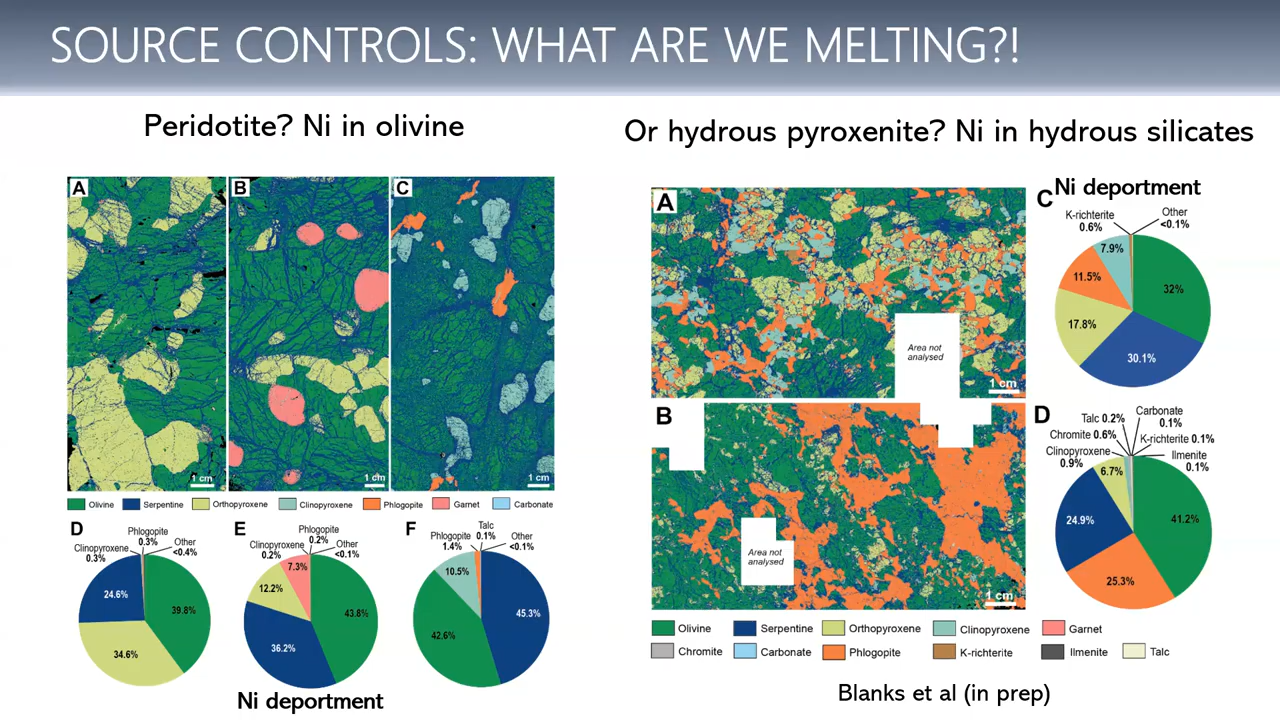 SOURCE CONTROLS: WHAT ARE WE MELTING?!
Peridotite? Ni in olivine
A
B
C
1 cm
1 cm
1 cm
Olivine
Serpentine
Orthopyroxene
Clinopyroxene
Phlogopite
Garnet
Carbonate
D
Phlogopite
0.3%
Clinopyroxene
0.3%
Other
<0.4%
24.6%
39.8%
34.6%
E
Phlogopite
0.2%
Clinopyroxene
0.2%
Other
<0.1%
7.3%
12.2%
43.8%
36.2%
F
Talc
0.1%
Phlogopite
1.4%
Other
<0.1%
10.5%
45.3%
42.6%
Ni deportment
Or hydrous pyroxenite? Ni in hydrous silicates
A
Area not
analysed
1 cm
B
Area not
analysed
1 cm
Ni deportment
C
K-richterite
0.6%
Other
<0.1%
7.9%
11.5%
32%
17.8%
30.1%
D
Talc 0.2%
Carbonate
0.1%
Chromite 0.6%
K-richterite 0.1%
Clinopyroxene
0.9%
Ilmenite
0.1%
6.7%
24.9%
41.2%
25.3%
Olivine
Serpentine
Orthopyroxene
Clinopyroxene
Garnet
Chromite
Carbonate
Phlogopite
K-richterite
Ilmenite
Talc
Blanks et al (in prep)